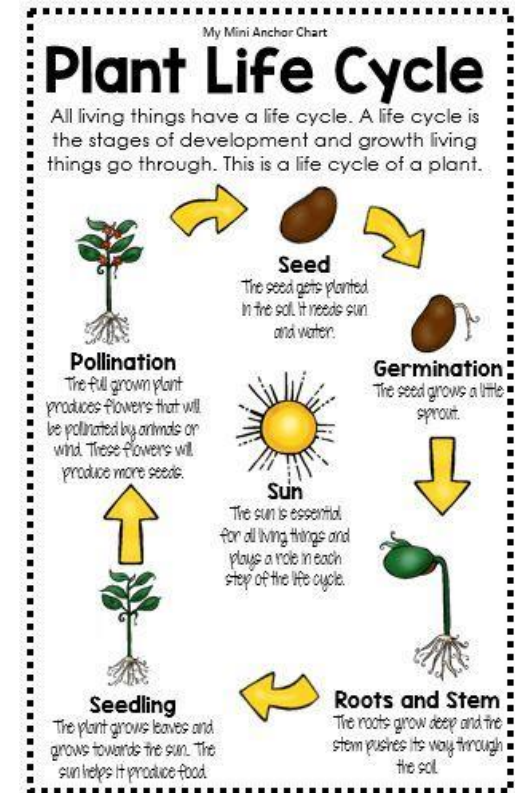 My Mini Anchor Chart
Plant Life Cycle
All living things have a life cycle. A life cycle is
the stages of development and growth living
things go through. This is a life cycle of a plant.
Seed
The seed gets planted
in the soil. It needs sun
and water.
Germination
The seed grows a little
sprout.
Roots and Stem
The roots grow deep and the
stem pushes its way through
the soil.
Seedling
The plant grows leaves and
grows towards the sun. The
sun helps it produce food.
Pollination
The full grown plant
produces flowers that will
be pollinated by animals or
wind. These flowers will
produce more seeds.
Sun
The sun is essential
for all living things and
plays a role in each
step of the life cycle.